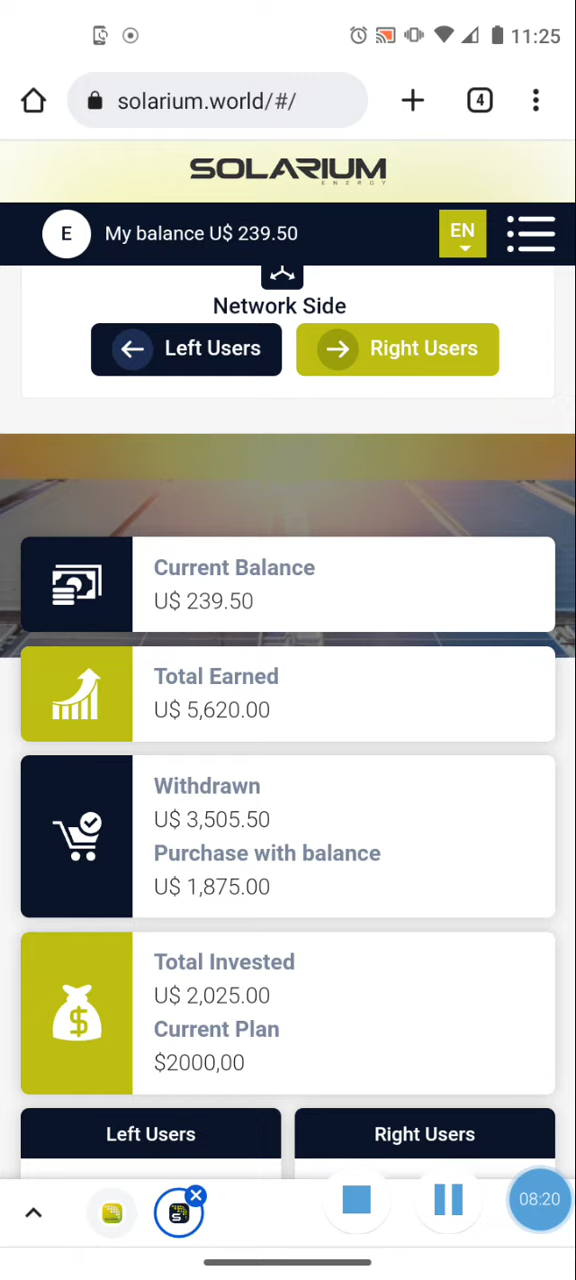 11:25
solarium.world/#/
4
SOLARIUM
ENERGY
E
My balance U$ 239.50
EN
Network Side
Left Users
Right Users
Current Balance
U$ 239.50
Total Earned
U$ 5,620.00
Withdrawn
U$ 3,505.50
Purchase with balance
U$ 1,875.00
Total Invested
U$ 2,025.00
Current Plan
$2000,00
Left Users
Right Users
08:20